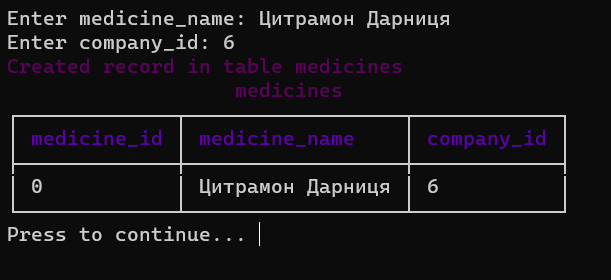 Enter medicine_name: Цитрамон Дарниця
Enter company_id: 6
Created record in table medicines
medicines
medicine_id medicine_name company_id
0 Цитрамон Дарниця 6
Press to continue...